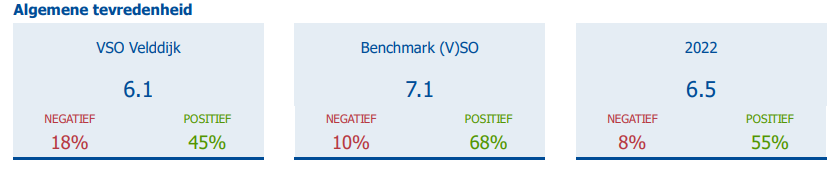 Algemene tevredenheid
VSO Velddijk
6.1
NEGATIEF POSITIEF
18% 45%
Benchmark (V)SO
7.1
NEGATIEF POSITIEF
10% 68%
2022
6.5
NEGATIEF POSITIEF
8% 55%